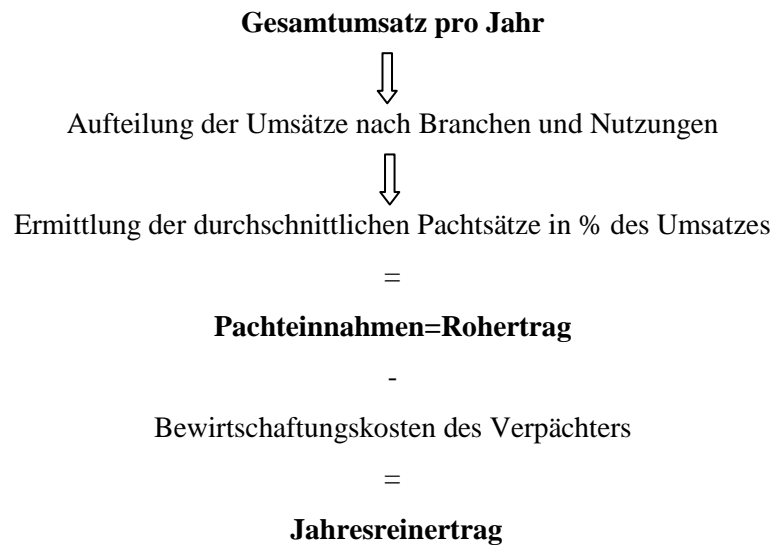 Gesamtumsatz pro Jahr
Aufteilung der Umsätze nach Branchen und Nutzungen
Ermittlung der durchschnittlichen Pachtsätze in % des Umsatzes
=
Pachteinnahmen=Rohertrag
-
Bewirtschaftungskosten des Verpächters
=
Jahresreinertrag